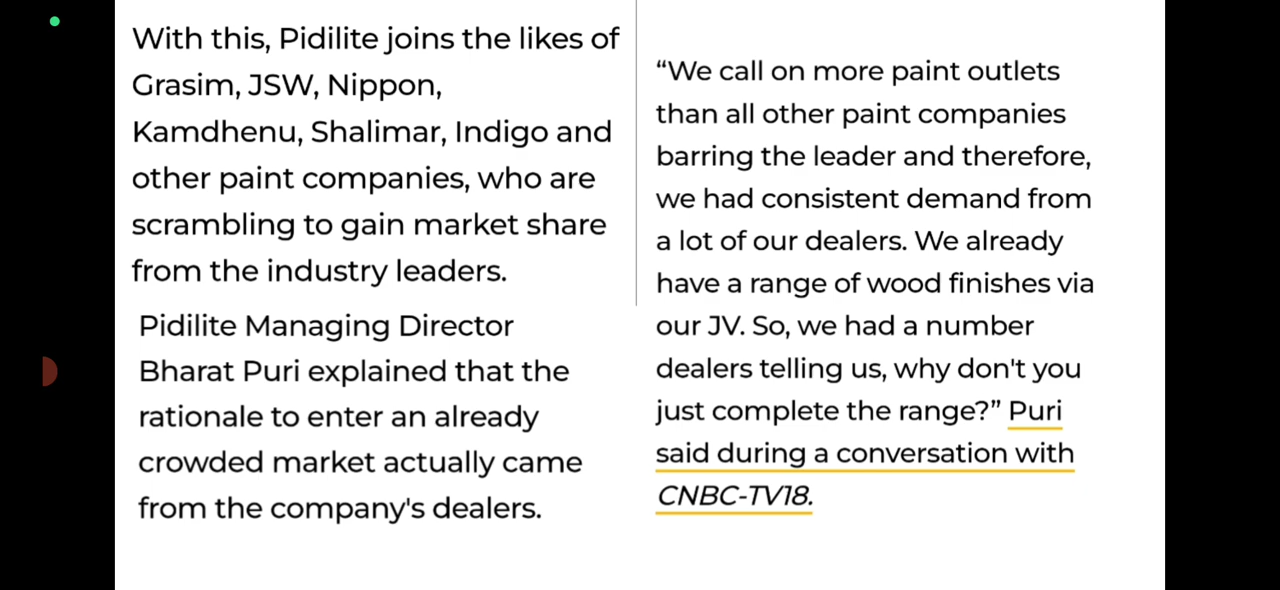 With this, Pidilite joins the likes of
Grasim, JSW, Nippon,
Kamdhenu, Shalimar, Indigo and
other paint companies, who are
scrambling to gain market share
from the industry leaders.
Pidilite Managing Director
Bharat Puri explained that the
rationale to enter an already
crowded market actually came
from the company's dealers.
“We call on more paint outlets
than all other paint companies
barring the leader and therefore,
we had consistent demand from
a lot of our dealers. We already
have a range of wood finishes via
our JV. So, we had a number
dealers telling us, why don't you
just complete the range?” Puri
said during a conversation with
CNBC-TV18.